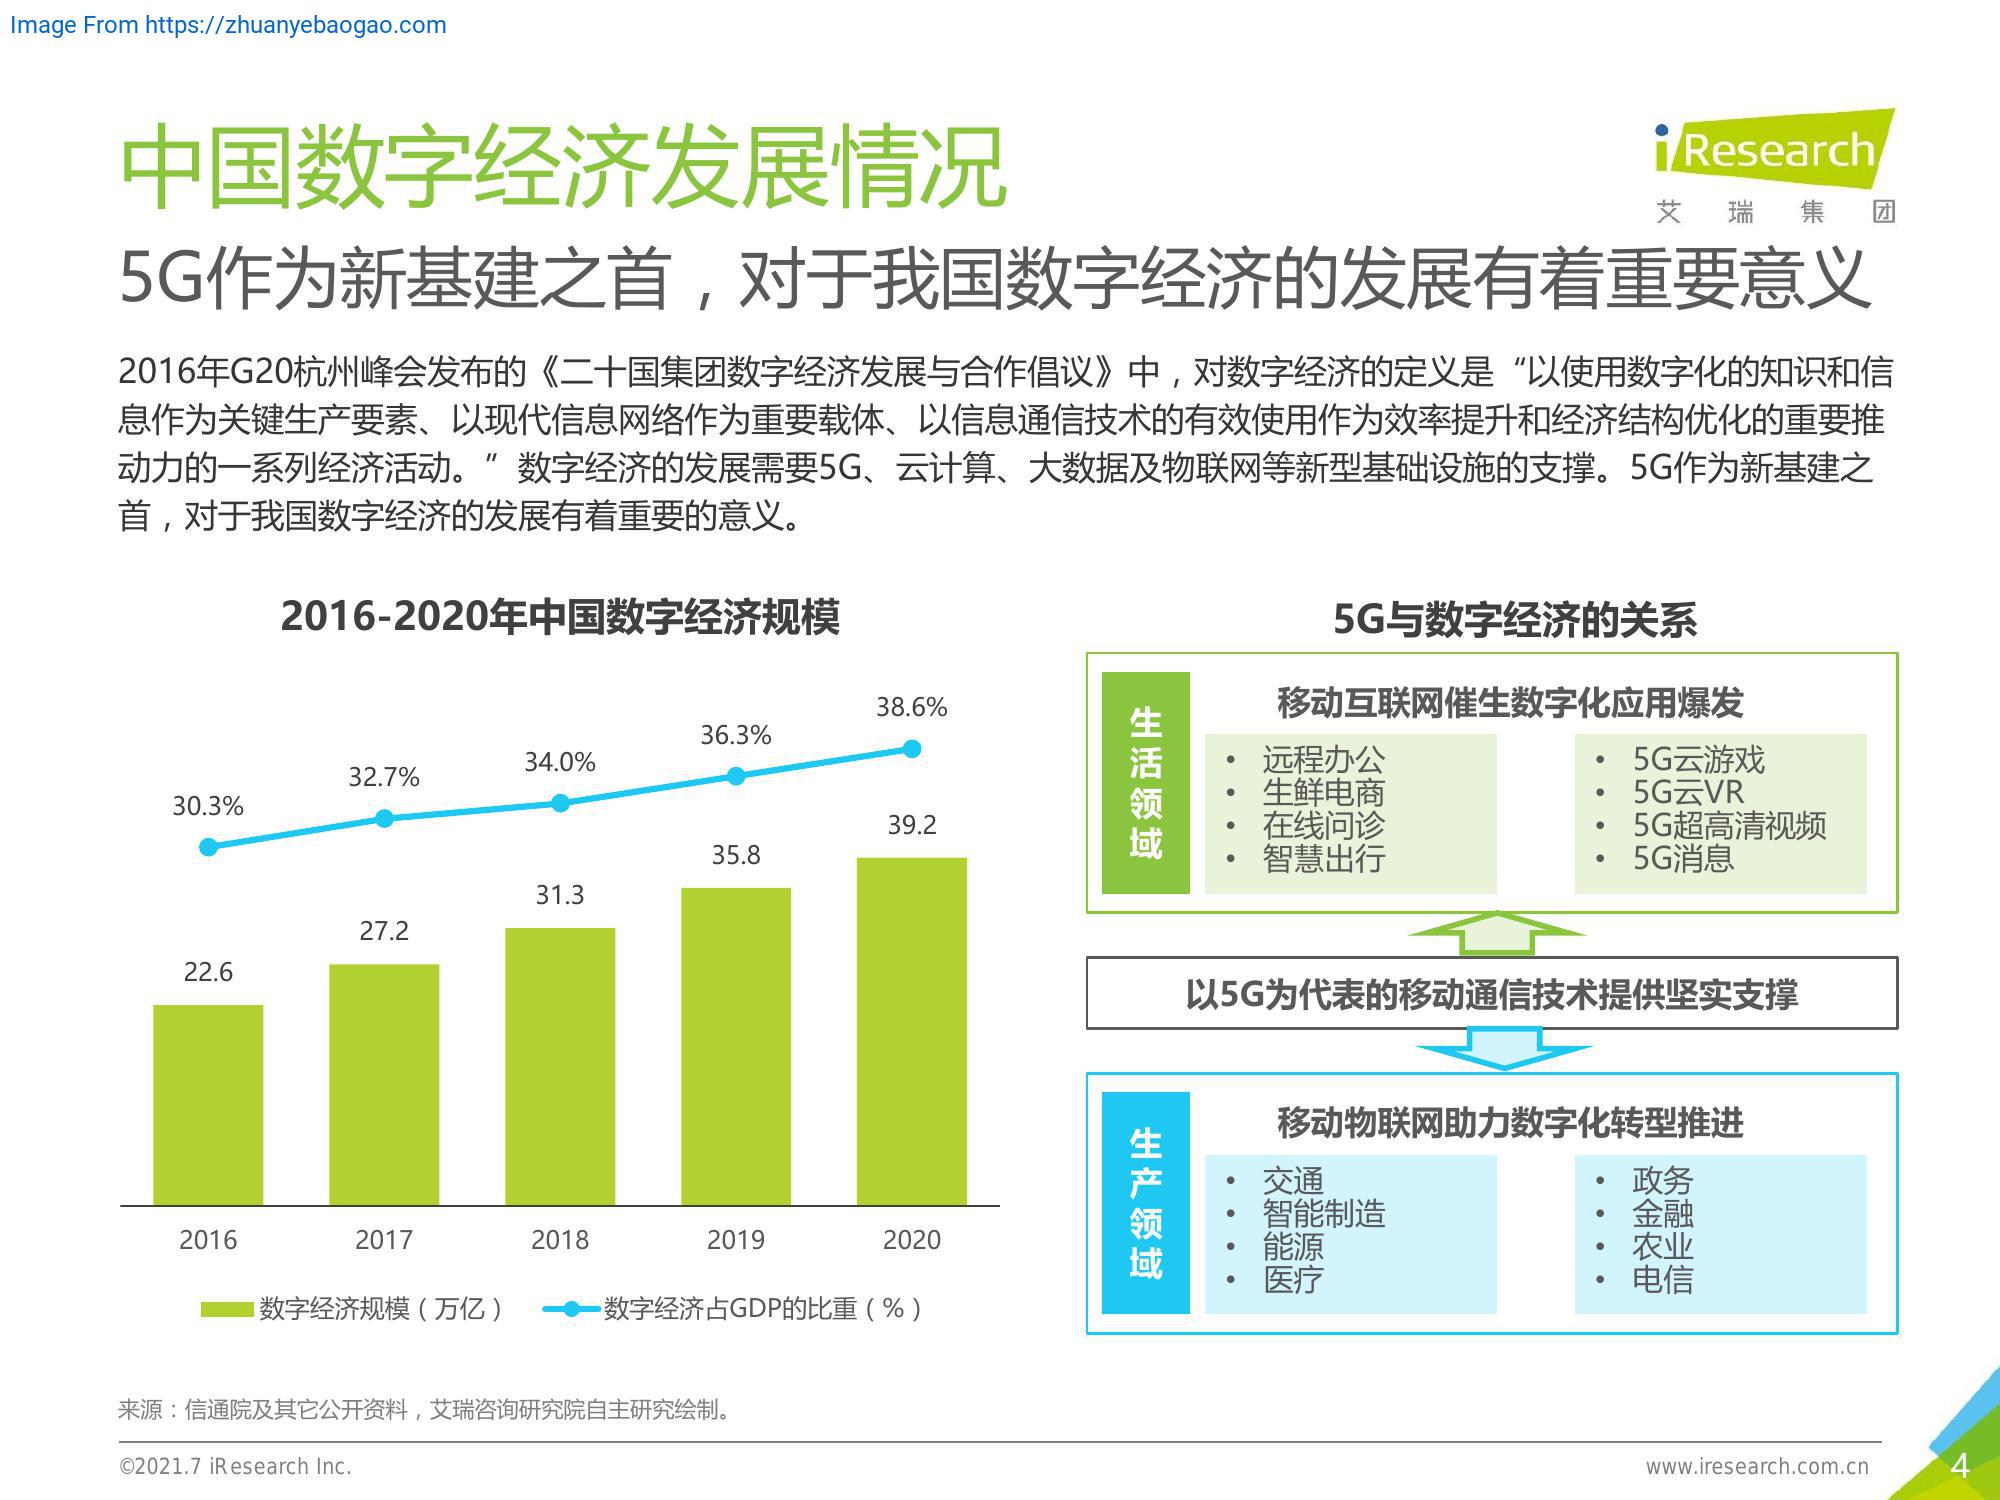 Image From https://zhuanyebaogao.com
中国数字经济发展情况
iResearch
艾瑞集团
5G作为新基建之首，对于我国数字经济的发展有着重要意义
2016年G20杭州峰会发布的《二十国集团数字经济发展与合作倡议》中，对数字经济的定义是“以使用数字化的知识和信
息作为关键生产要素、以现代信息网络作为重要载体、以信息通信技术的有效使用作为效率提升和经济结构优化的重要推
动力的一系列经济活动。”数字经济的发展需要5G、云计算、大数据及物联网等新型基础设施的支撑。5G作为新基建之
首，对于我国数字经济的发展有着重要的意义。
2016-2020年中国数字经济规模
30.3%
32.7%
34.0%
36.3%
38.6%
22.6
27.2
31.3
35.8
39.2
2016
2017
2018
2019
2020
数字经济规模（万亿）
数字经济占GDP的比重（%）
5G与数字经济的关系
生活领域
移动互联网催生数字化应用爆发
• 远程办公
• 生鲜电商
• 在线问诊
• 智慧出行
• 5G云游戏
• 5G云VR
• 5G超高清视频
• 5G消息
以5G为代表的移动通信技术提供坚实支撑
生产领域
移动物联网助力数字化转型推进
• 交通
• 智能制造
• 能源
• 医疗
• 政务
• 金融
• 农业
• 电信
来源：信通院及其它公开资料，艾瑞咨询研究院自主研究绘制。
©2021.7 iResearch Inc.
www.iresearch.com.cn
4